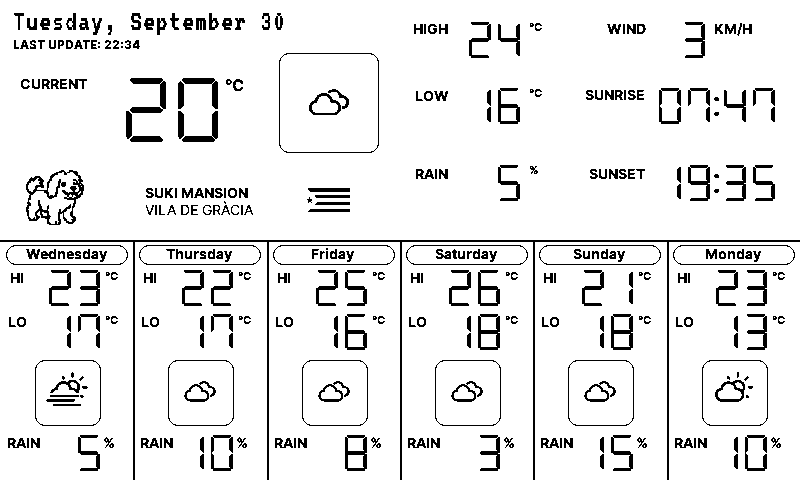 Tuesday, September 30
LAST UPDATE: 22:34
CURRENT 20 °C
HIGH 24 °C
WIND 3 KM/H
LOW 16 °C
SUNRISE 07:47
RAIN 5 %
SUNSET 19:35
SUKI MANSION
VILA DE GRÀCIA
Wednesday
HI 23 °C
LO 17 °C
RAIN 5 %
Thursday
HI 22 °C
LO 17 °C
RAIN 10 %
Friday
HI 25 °C
LO 16 °C
RAIN 8 %
Saturday
HI 26 °C
LO 18 °C
RAIN 3 %
Sunday
HI 21 °C
LO 18 °C
RAIN 15 %
Monday
HI 23 °C
LO 13 °C
RAIN 10 %